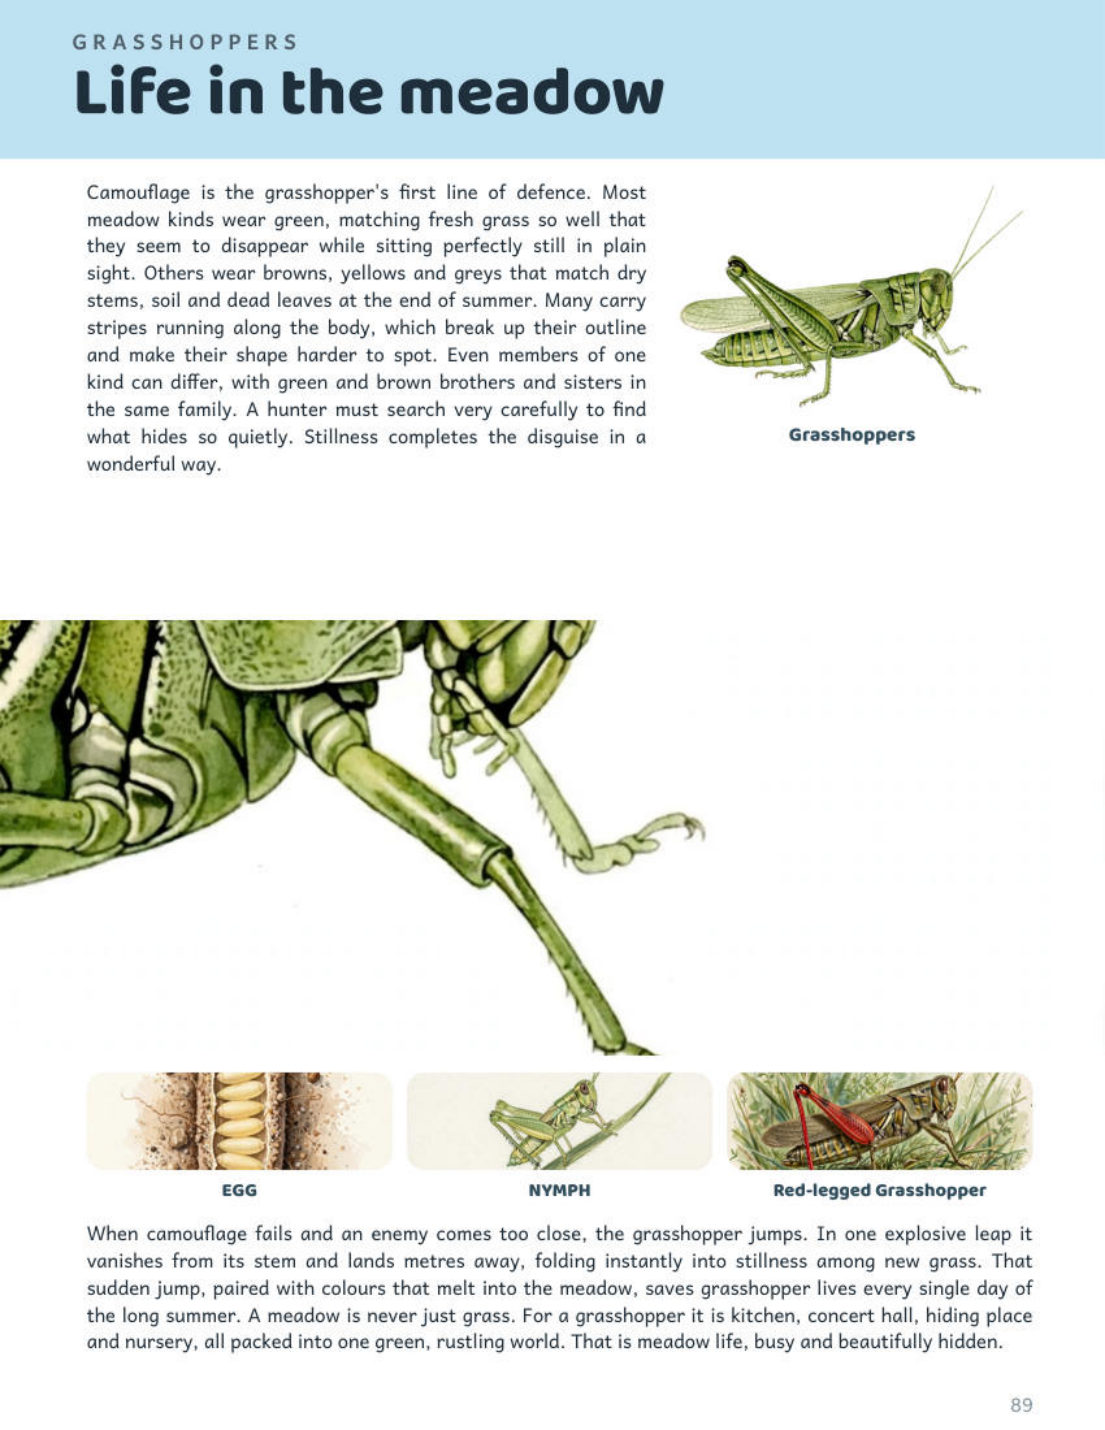 GRASSHOPPERS
Life in the meadow
Camouflage is the grasshopper's first line of defence. Most
meadow kinds wear green, matching fresh grass so well that
they seem to disappear while sitting perfectly still in plain
sight. Others wear browns, yellows and greys that match dry
stems, soil and dead leaves at the end of summer. Many carry
stripes running along the body, which break up their outline
and make their shape harder to spot. Even members of one
kind can differ, with green and brown brothers and sisters in
the same family. A hunter must search very carefully to find
what hides so quietly. Stillness completes the disguise in a
wonderful way.
Grasshoppers
EGG
NYMPH
Red-legged Grasshopper
When camouflage fails and an enemy comes too close, the grasshopper jumps. In one explosive leap it
vanishes from its stem and lands metres away, folding instantly into stillness among new grass. That
sudden jump, paired with colours that melt into the meadow, saves grasshopper lives every single day of
the long summer. A meadow is never just grass. For a grasshopper it is kitchen, concert hall, hiding place
and nursery, all packed into one green, rustling world. That is meadow life, busy and beautifully hidden.
89